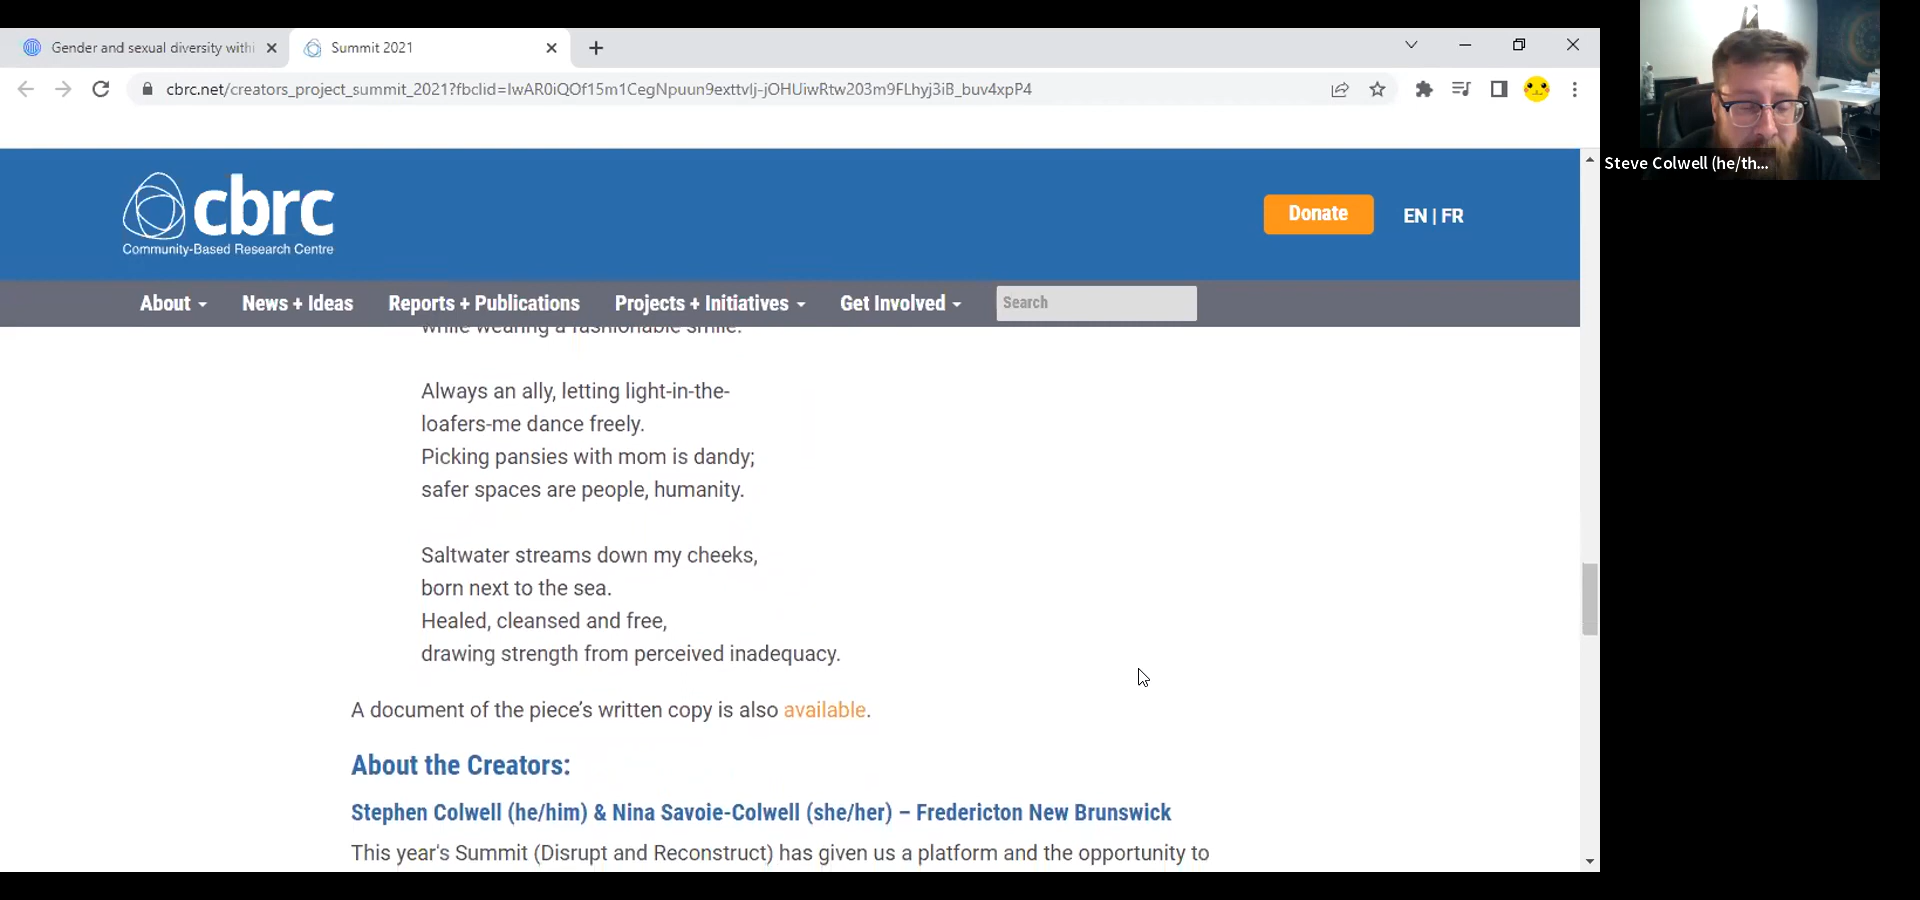 Gender and sexual diversity withi
Summit 2021
cbrc.net/creators_project_summit_2021?fbclid=IwAR0iQOf15m1CegNpuun9exttvIj-jOHUiwRtw203m9FLhyj3iB_buv4xpP4
Steve Colwell (he/th...
cbrc
Community-Based Research Centre
Donate
EN | FR
About
News + Ideas
Reports + Publications
Projects + Initiatives
Get Involved
Search
while wearing a fashionable smile.
Always an ally, letting light-in-the-
loafers-me dance freely.
Picking pansies with mom is dandy;
safer spaces are people, humanity.
Saltwater streams down my cheeks,
born next to the sea.
Healed, cleansed and free,
drawing strength from perceived inadequacy.
A document of the piece’s written copy is also available.
About the Creators:
Stephen Colwell (he/him) & Nina Savoie-Colwell (she/her) – Fredericton New Brunswick
This year's Summit (Disrupt and Reconstruct) has given us a platform and the opportunity to